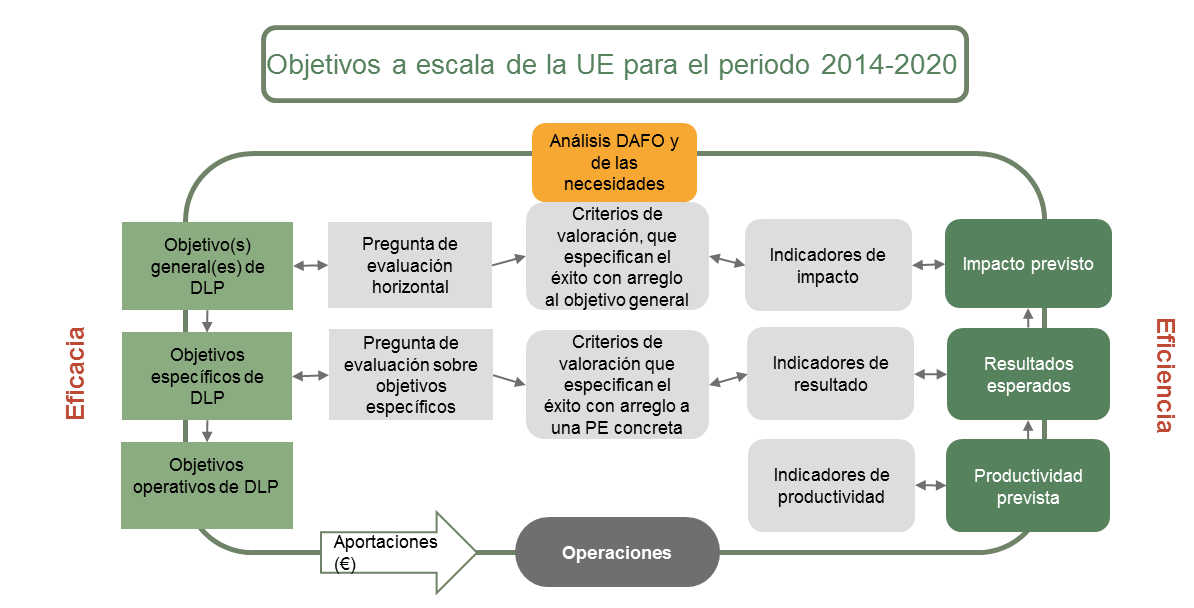 Objetivos a escala de la UE para el periodo 2014-2020
Análisis DAFO y
de las
necesidades
Objetivo(s)
general(es) de
DLP
Pregunta de
evaluación
horizontal
Criterios de
valoración, que
especifican el
éxito con arreglo
al objetivo general
Indicadores de
impacto
Impacto previsto
Eficacia
Objetivos
específicos de
DLP
Pregunta de
evaluación sobre
objetivos
específicos
Criterios de
valoración que
especifican el
éxito con arreglo a
una PE concreta
Indicadores
de resultado
Resultados
esperados
Eficiencia
Objetivos
operativos de DLP
Indicadores de
productividad
Productividad
prevista
Aportaciones
(€)
Operaciones